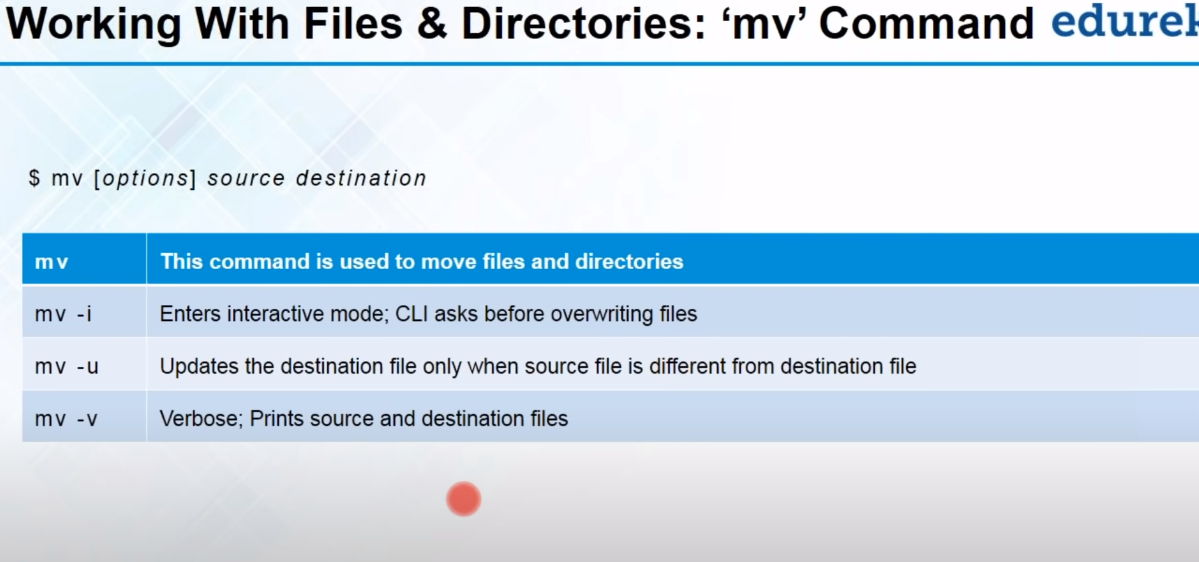 Working With Files & Directories: ‘mv’ Command
$ mv [options] source destination
mv This command is used to move files and directories
mv -i Enters interactive mode; CLI asks before overwriting files
mv -u Updates the destination file only when source file is different from destination file
mv -v Verbose; Prints source and destination files